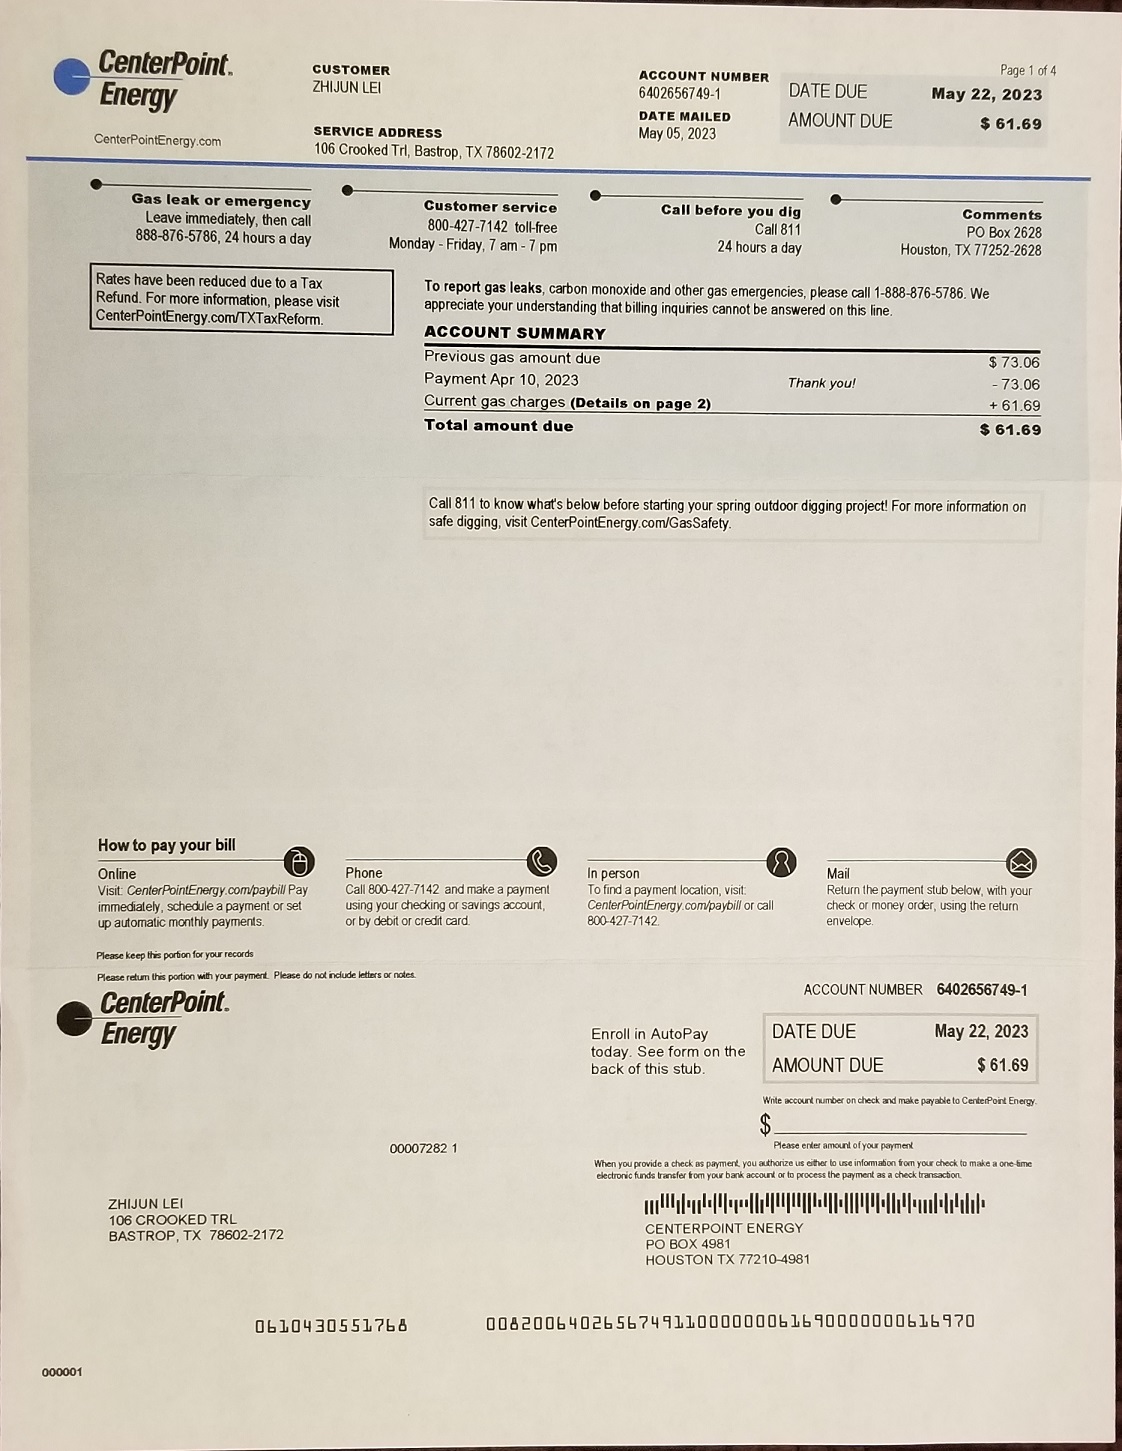 CenterPoint.
Energy
CenterPointEnergy.com
CUSTOMER
ZHIJUN LEI
SERVICE ADDRESS
106 Crooked Trl, Bastrop, TX 78602-2172
ACCOUNT NUMBER
6402656749-1
DATE MAILED
May 05, 2023
Page 1 of 4
DATE DUE May 22, 2023
AMOUNT DUE $ 61.69
Gas leak or emergency
Leave immediately, then call
888-876-5786, 24 hours a day
Customer service
800-427-7142 toll-free
Monday - Friday, 7 am - 7 pm
Call before you dig
Call 811
24 hours a day
Comments
PO Box 2628
Houston, TX 77252-2628
Rates have been reduced due to a Tax
Refund. For more information, please visit
CenterPointEnergy.com/TXTaxReform.
To report gas leaks, carbon monoxide and other gas emergencies, please call 1-888-876-5786. We
appreciate your understanding that billing inquiries cannot be answered on this line.
ACCOUNT SUMMARY
Previous gas amount due $ 73.06
Payment Apr 10, 2023 Thank you! - 73.06
Current gas charges (Details on page 2) + 61.69
Total amount due $ 61.69
Call 811 to know what's below before starting your spring outdoor digging project! For more information on
safe digging, visit CenterPointEnergy.com/GasSafety.
How to pay your bill
Online
Visit: CenterPointEnergy.com/paybill Pay
immediately, schedule a payment or set
up automatic monthly payments.
Phone
Call 800-427-7142 and make a payment
using your checking or savings account,
or by debit or credit card.
In person
To find a payment location, visit:
CenterPointEnergy.com/paybill or call
800-427-7142.
Mail
Return the payment stub below, with your
check or money order, using the return
envelope.
Please keep this portion for your records
Please return this portion with your payment. Please do not include letters or notes.
CenterPoint.
Energy
ACCOUNT NUMBER 6402656749-1
Enroll in AutoPay
today. See form on the
back of this stub.
DATE DUE May 22, 2023
AMOUNT DUE $ 61.69
Write account number on check and make payable to CenterPoint Energy.
$
Please enter amount of your payment
00007282 1
When you provide a check as payment, you authorize us either to use information from your check to make a one-time
electronic funds transfer from your bank account or to process the payment as a check transaction.
ZHIJUN LEI
106 CROOKED TRL
BASTROP, TX 78602-2172
CENTERPOINT ENERGY
PO BOX 4981
HOUSTON TX 77210-4981
0610430551768
008200640265674911000000061690000000616970
000001